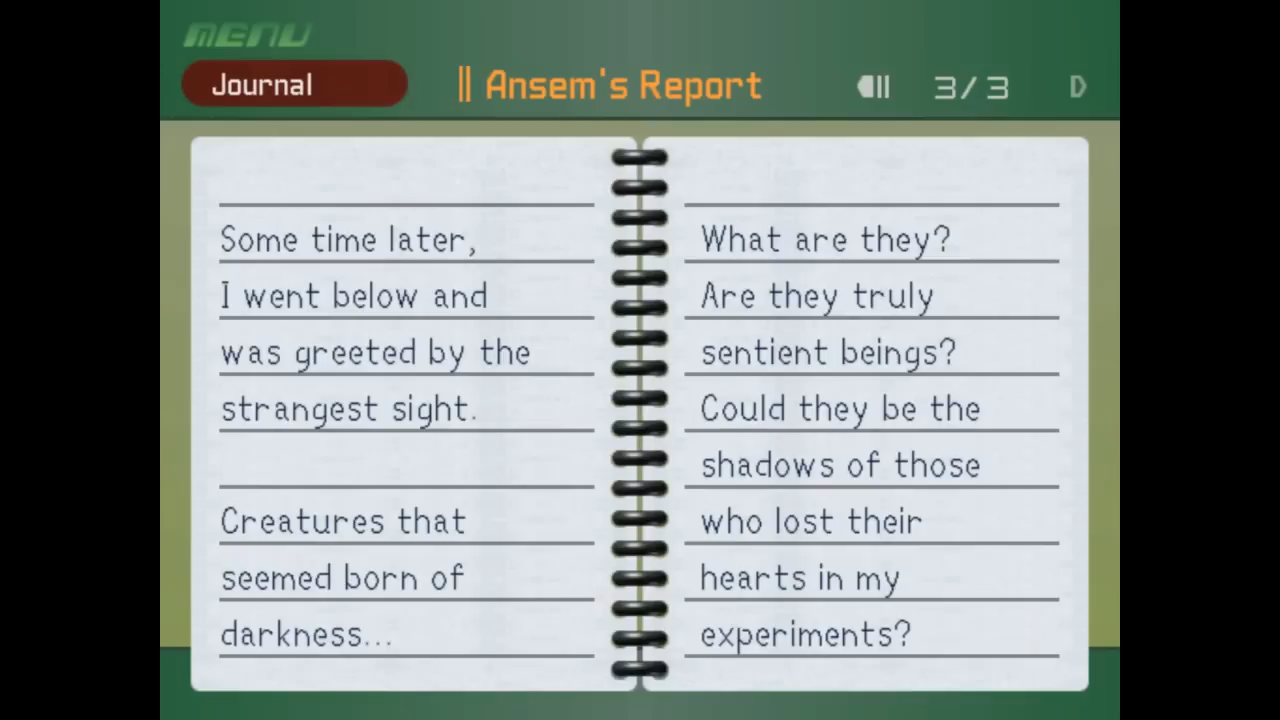 MENU
Journal
Ansem's Report
3/3
D
Some time later,
I went below and
was greeted by the
strangest sight.
Creatures that
seemed born of
darkness...
What are they?
Are they truly
sentient beings?
Could they be the
shadows of those
who lost their
hearts in my
experiments?